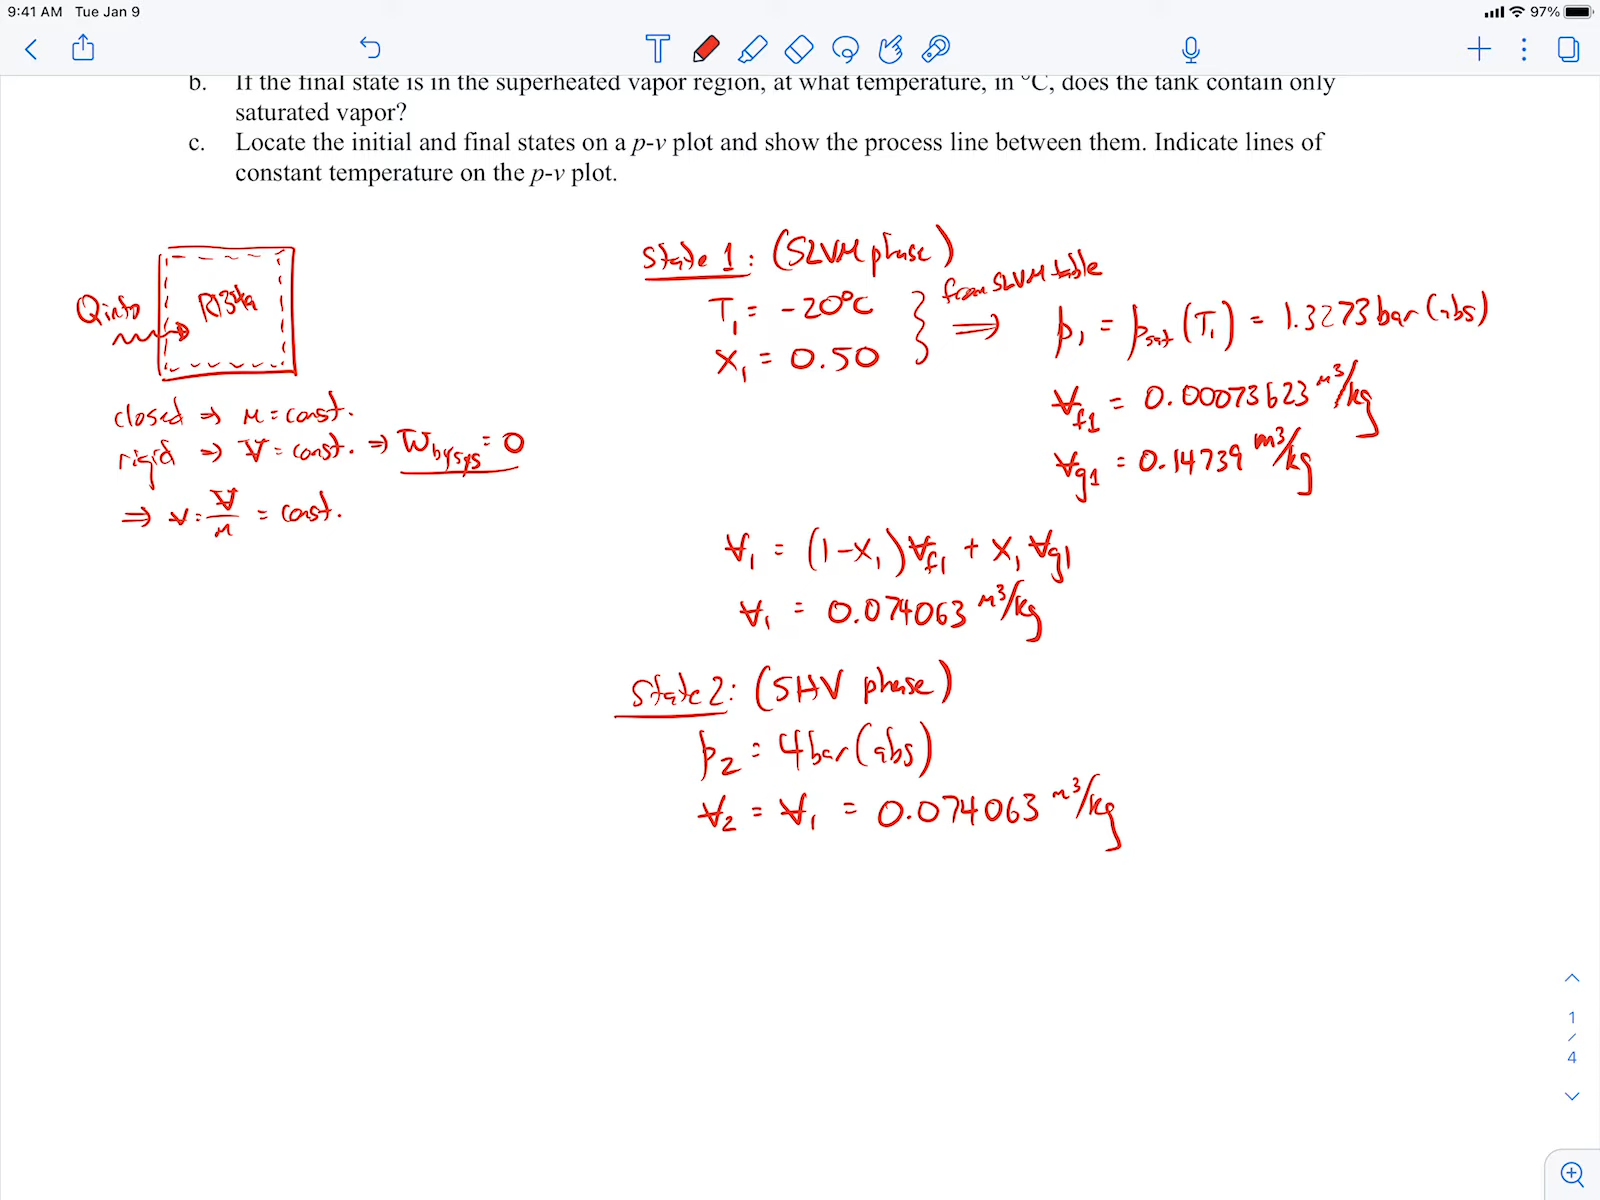 9:41 AM Tue Jan 9
97%
b. If the final state is in the superheated vapor region, at what temperature, in °C, does the tank contain only
saturated vapor?
c. Locate the initial and final states on a p-v plot and show the process line between them. Indicate lines of
constant temperature on the p-v plot.
Qinto
R134a
closed ⇒ m = const.
rigid ⇒ V = const. ⇒ Wbysys = 0
⇒ v = V/m = const.
State 1: (SLVM phase)
T1 = -20°C
x1 = 0.50
} from SLVM table ⇒
p1 = psat(T1) = 1.3273 bar (abs)
vf1 = 0.00073623 m³/kg
vg1 = 0.14739 m³/kg
v1 = (1-x1)vf1 + x1 vg1
v1 = 0.074063 m³/kg
State 2: (SHV phase)
p2 = 4 bar (abs)
v2 = v1 = 0.074063 m³/kg
1
/
4